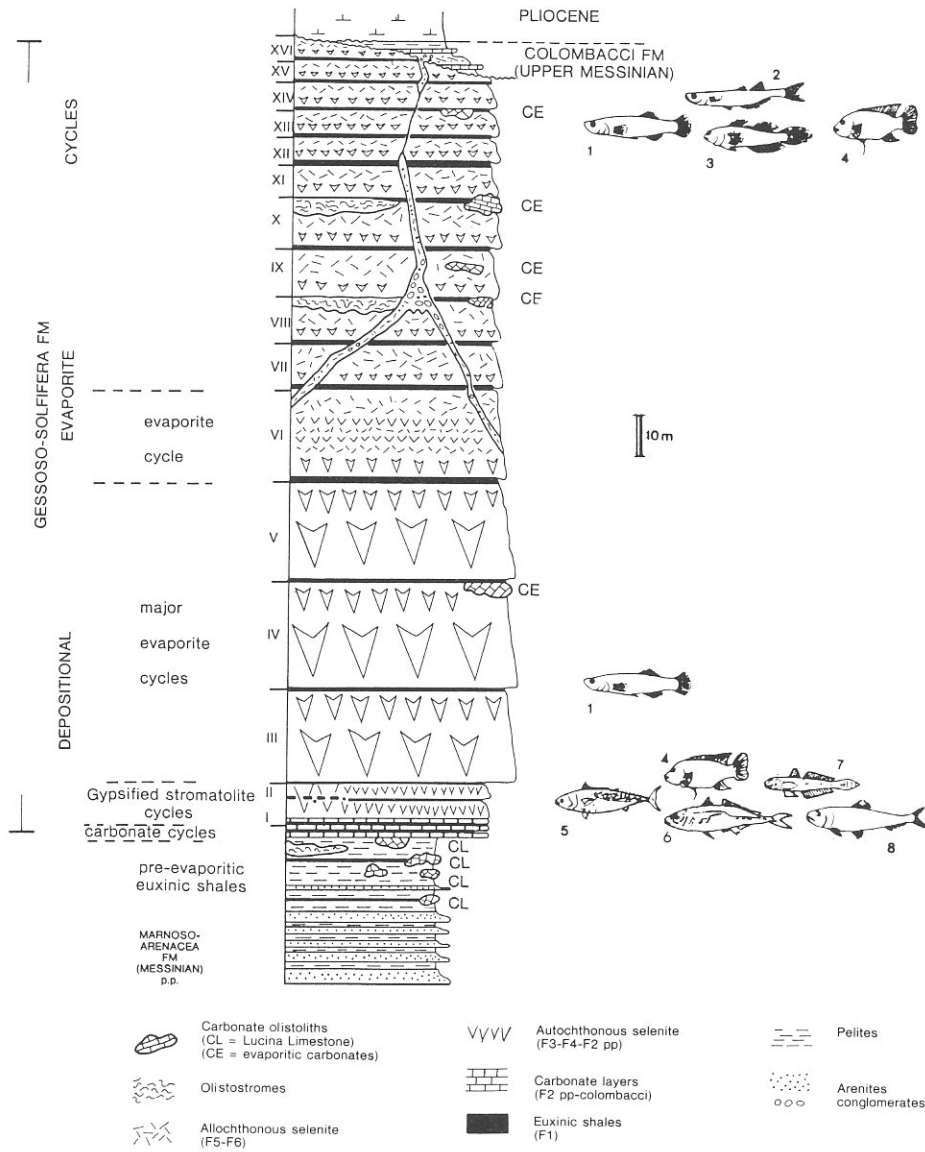 PLIOCENE
COLOMBACCI FM
(UPPER MESSINIAN)
XVI
XV
XIV
XIII
XII
XI
X
IX
VIII
VII
VI
V
IV
III
II
I
CE
CE
CE
CE
CE
CL
CL
CL
CL
2
1
3
4
10 m
1
4
7
5
6
8
CYCLES
EVAPORITE
GESSOSO-SOLFIFERA FM
DEPOSITIONAL
evaporite
cycle
major
evaporite
cycles
Gypsified stromatolite
cycles
carbonate cycles
pre-evaporitic
euxinic shales
MARNOSO-
ARENACEA
FM
(MESSINIAN)
p.p.
Carbonate olistoliths
(CL = Lucina Limestone)
(CE = evaporitic carbonates)
Olistostromes
Allochthonous selenite
(F5-F6)
Autochthonous selenite
(F3-F4-F2 pp)
Carbonate layers
(F2 pp-colombacci)
Euxinic shales
(F1)
Pelites
Arenites
conglomerates